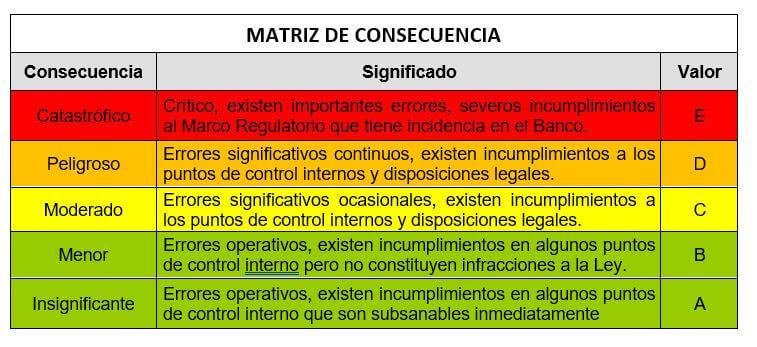 MATRIZ DE CONSECUENCIA
Consecuencia Significado Valor
Catastrófico Crítico, existen importantes errores, severos incumplimientos al Marco Regulatorio que tiene incidencia en el Banco. E
Peligroso Errores significativos continuos, existen incumplimientos a los puntos de control internos y disposiciones legales. D
Moderado Errores significativos ocasionales, existen incumplimientos a los puntos de control internos y disposiciones legales. C
Menor Errores operativos, existen incumplimientos en algunos puntos de control interno pero no constituyen infracciones a la Ley. B
Insignificante Errores operativos, existen incumplimientos en algunos puntos de control interno que son subsanables inmediatamente A